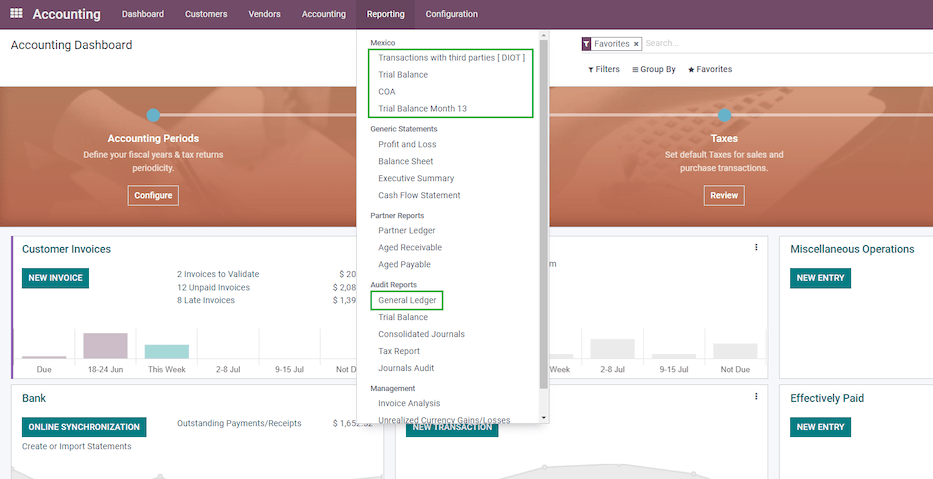 Accounting
Dashboard
Customers
Vendors
Accounting
Reporting
Configuration
Accounting Dashboard
Favorites ×
Search...
Filters
Group By
Favorites
Mexico
Transactions with third parties [ DIOT ]
Trial Balance
COA
Trial Balance Month 13
Generic Statements
Profit and Loss
Balance Sheet
Executive Summary
Cash Flow Statement
Partner Reports
Partner Ledger
Aged Receivable
Aged Payable
Audit Reports
General Ledger
Trial Balance
Consolidated Journals
Tax Report
Journals Audit
Management
Invoice Analysis
Unrealized Currency Gains/Losses
Accounting Periods
Define your fiscal years & tax returns
periodicity.
Configure
Taxes
Set default Taxes for sales and
purchase transactions.
Review
Customer Invoices
NEW INVOICE
2 Invoices to Validate
$ 20
12 Unpaid Invoices
$ 2,08
8 Late Invoices
$ 1,39
Due
18-24 Jun
This Week
2-8 Jul
9-15 Jul
Not D
m
Week
2-8 Jul
9-15 Jul
Not Due
Miscellaneous Operations
NEW ENTRY
Bank
ONLINE SYNCHRONIZATION
Create or Import Statements
Outstanding Payments/Receipts
$ 1,652.52
NEW TRANSACTION
Effectively Paid
NEW ENTRY